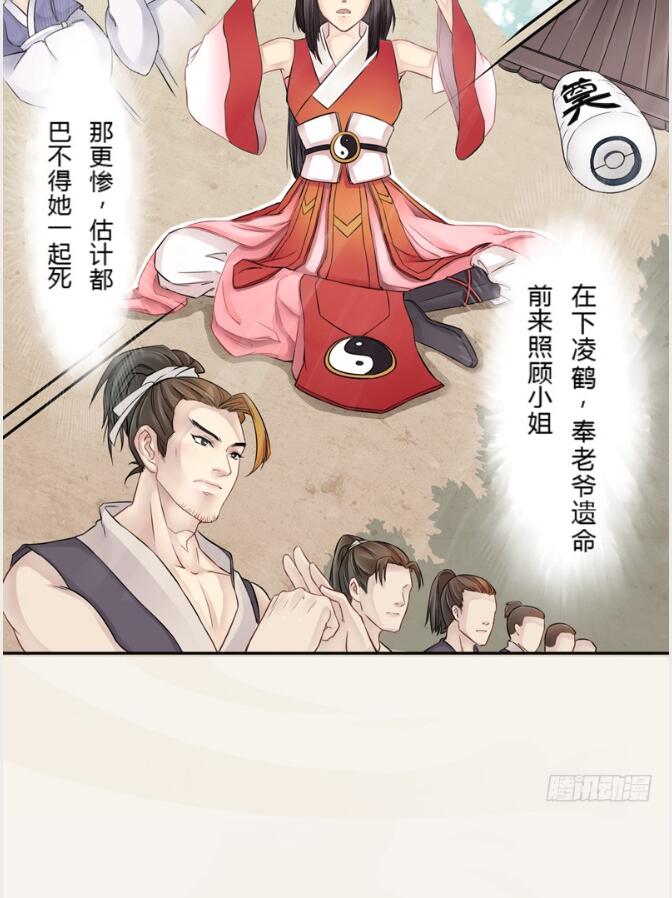 那更惨，估计都
巴不得她一起死
奠
在下凌鹤，奉老爷遗命
前来照顾小姐
腾讯动漫